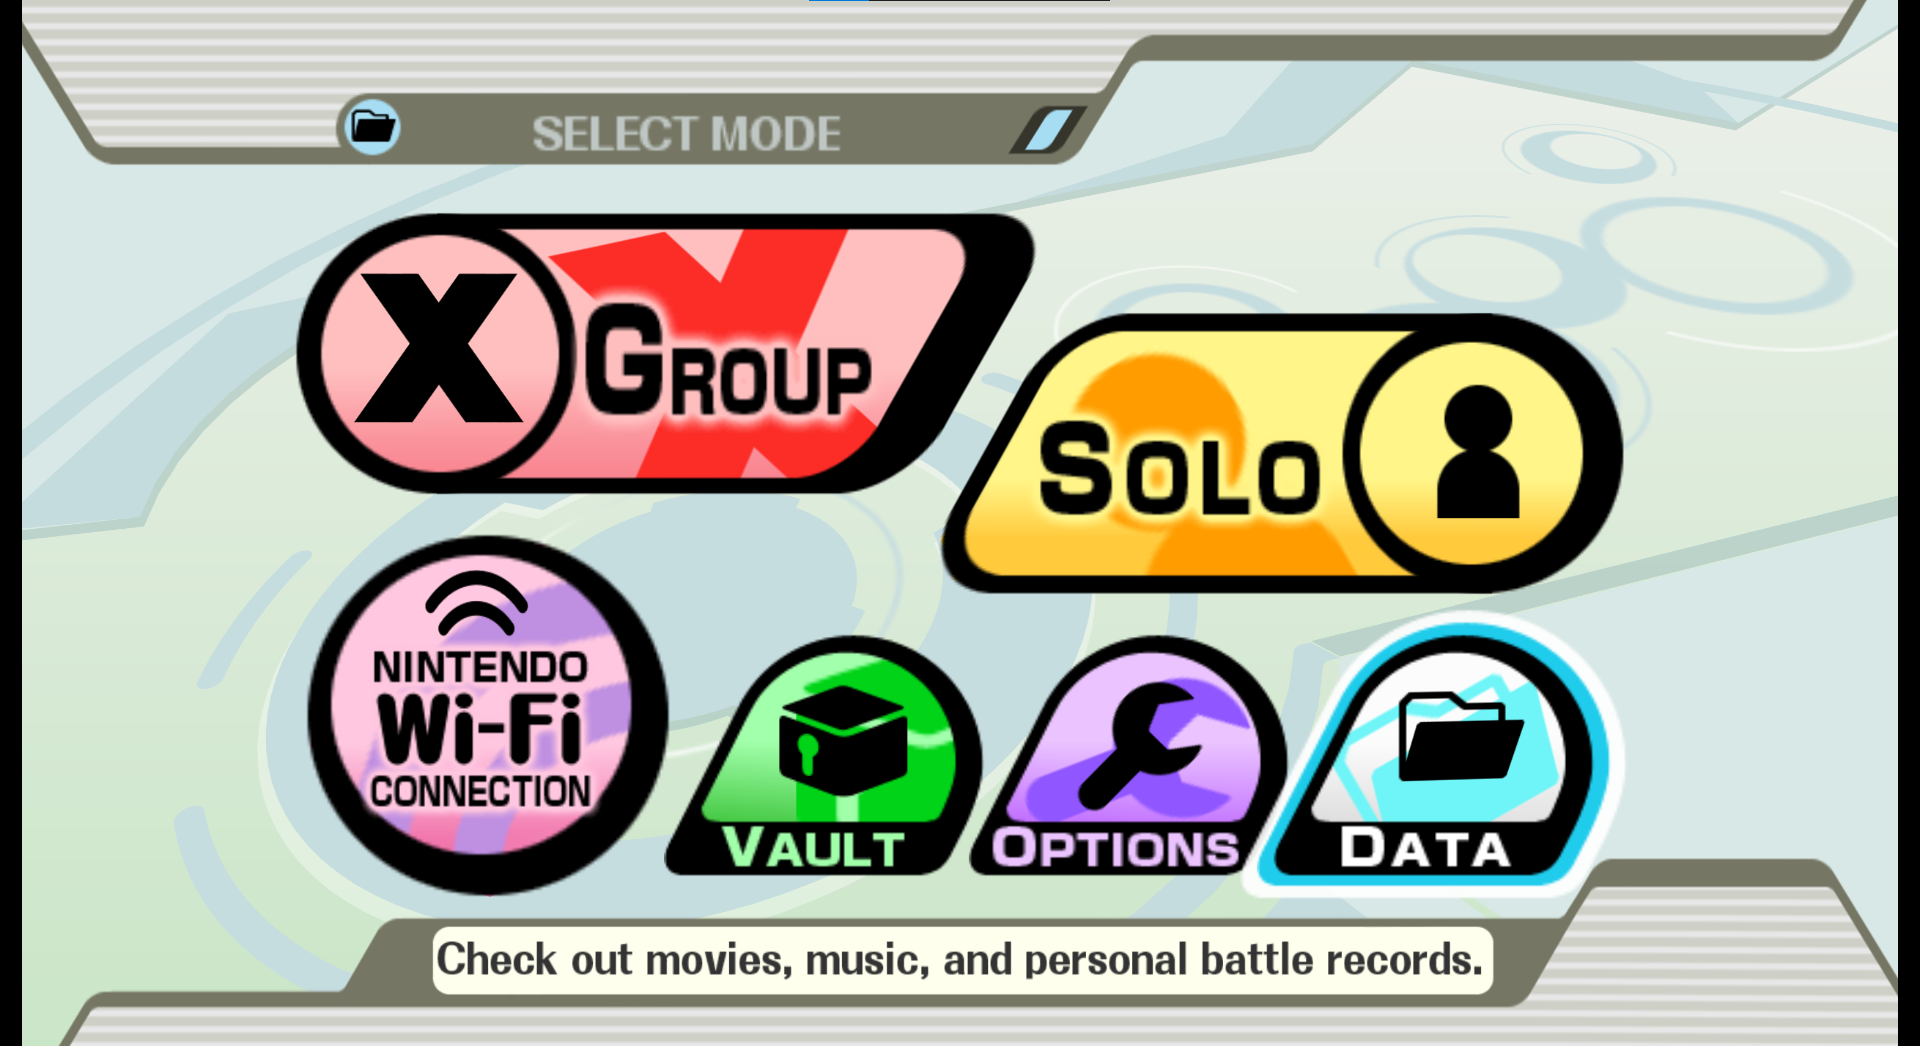 SELECT MODE
X GROUP
SOLO
NINTENDO
Wi-Fi
CONNECTION
VAULT
OPTIONS
DATA
Check out movies, music, and personal battle records.